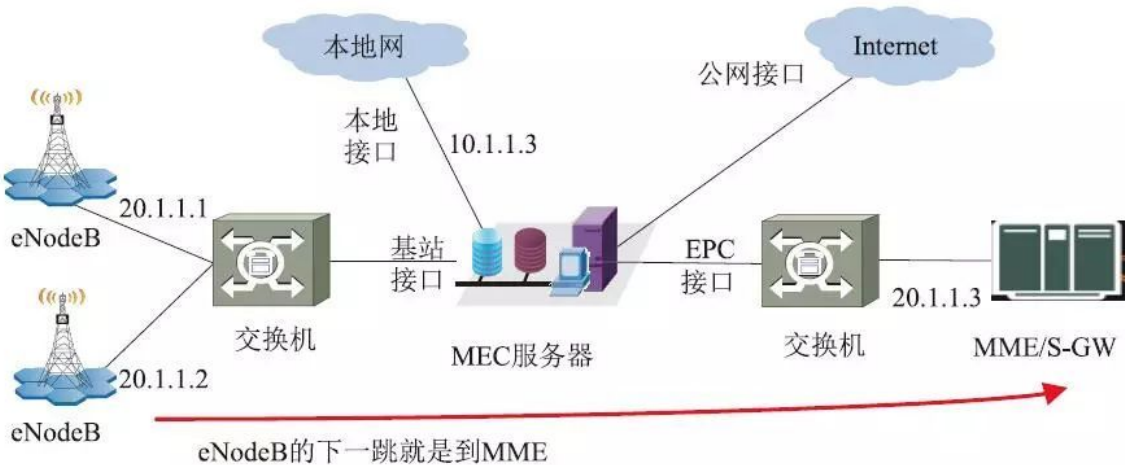 本地网
Internet
公网接口
本地
接口
10.1.1.3
20.1.1.1
eNodeB
基站
接口
EPC
接口
20.1.1.3
交换机
MEC服务器
交换机
MME/S-GW
20.1.1.2
eNodeB
eNodeB的下一跳就是到MME